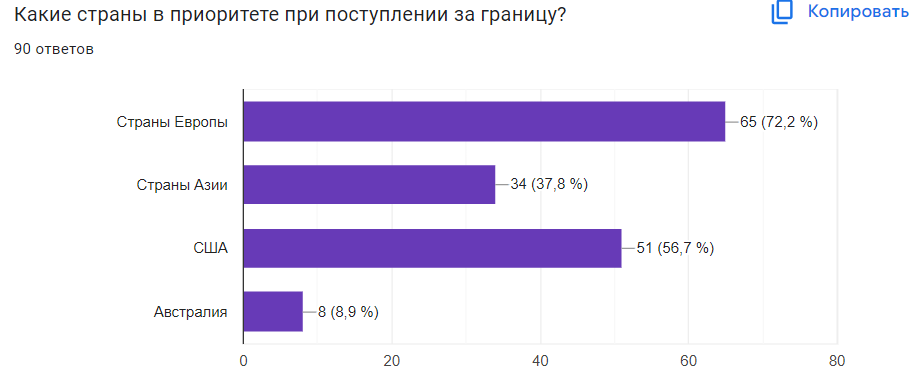 Какие страны в приоритете при поступлении за границу?
Копировать
90 ответов
Страны Европы
65 (72,2 %)
Страны Азии
34 (37,8 %)
США
51 (56,7 %)
Австралия
8 (8,9 %)
0 20 40 60 80